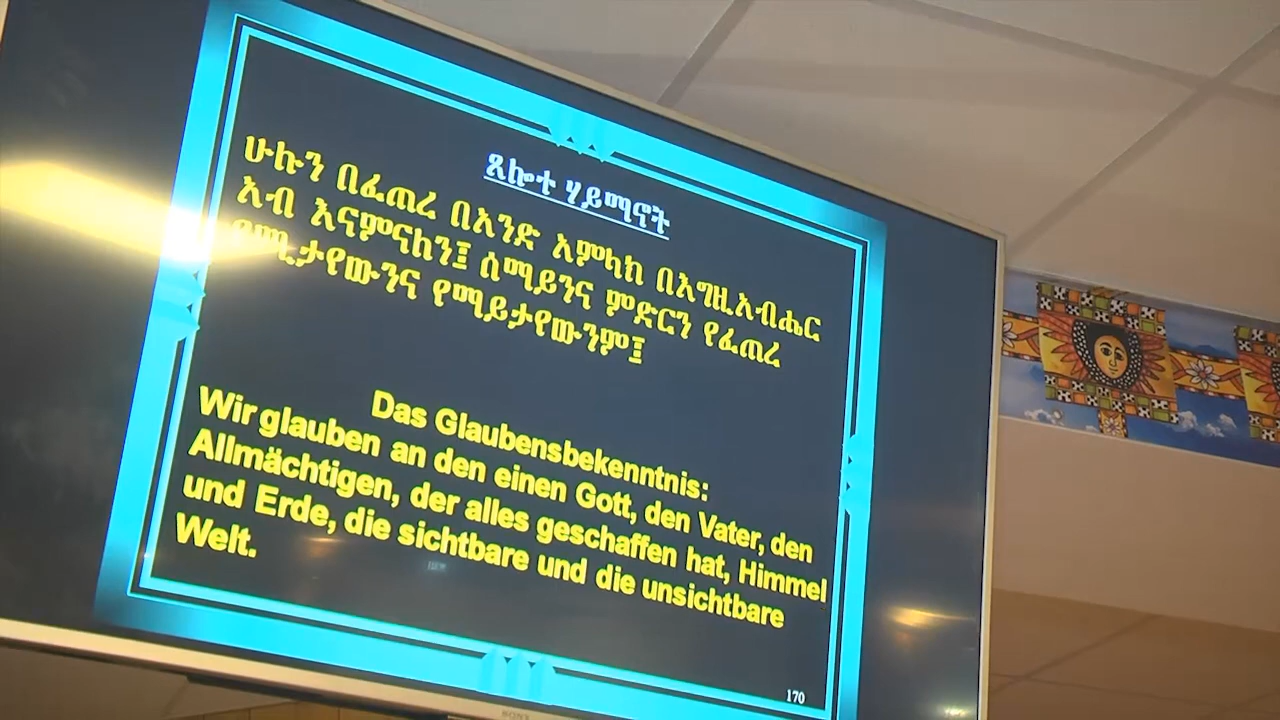 ጸሎተ ሃይማኖት
ሁሉን በፈጠረ በአንድ አምላክ በእግዚአብሔር
አብ እናምናለን፤ ሰማይንና ምድርን የፈጠረ
የሚታየውንና የማይታየውንም፤
Das Glaubensbekenntnis:
Wir glauben an den einen Gott, den Vater, den
Allmächtigen, der alles geschaffen hat, Himmel
und Erde, die sichtbare und die unsichtbare
Welt.
170
SONY